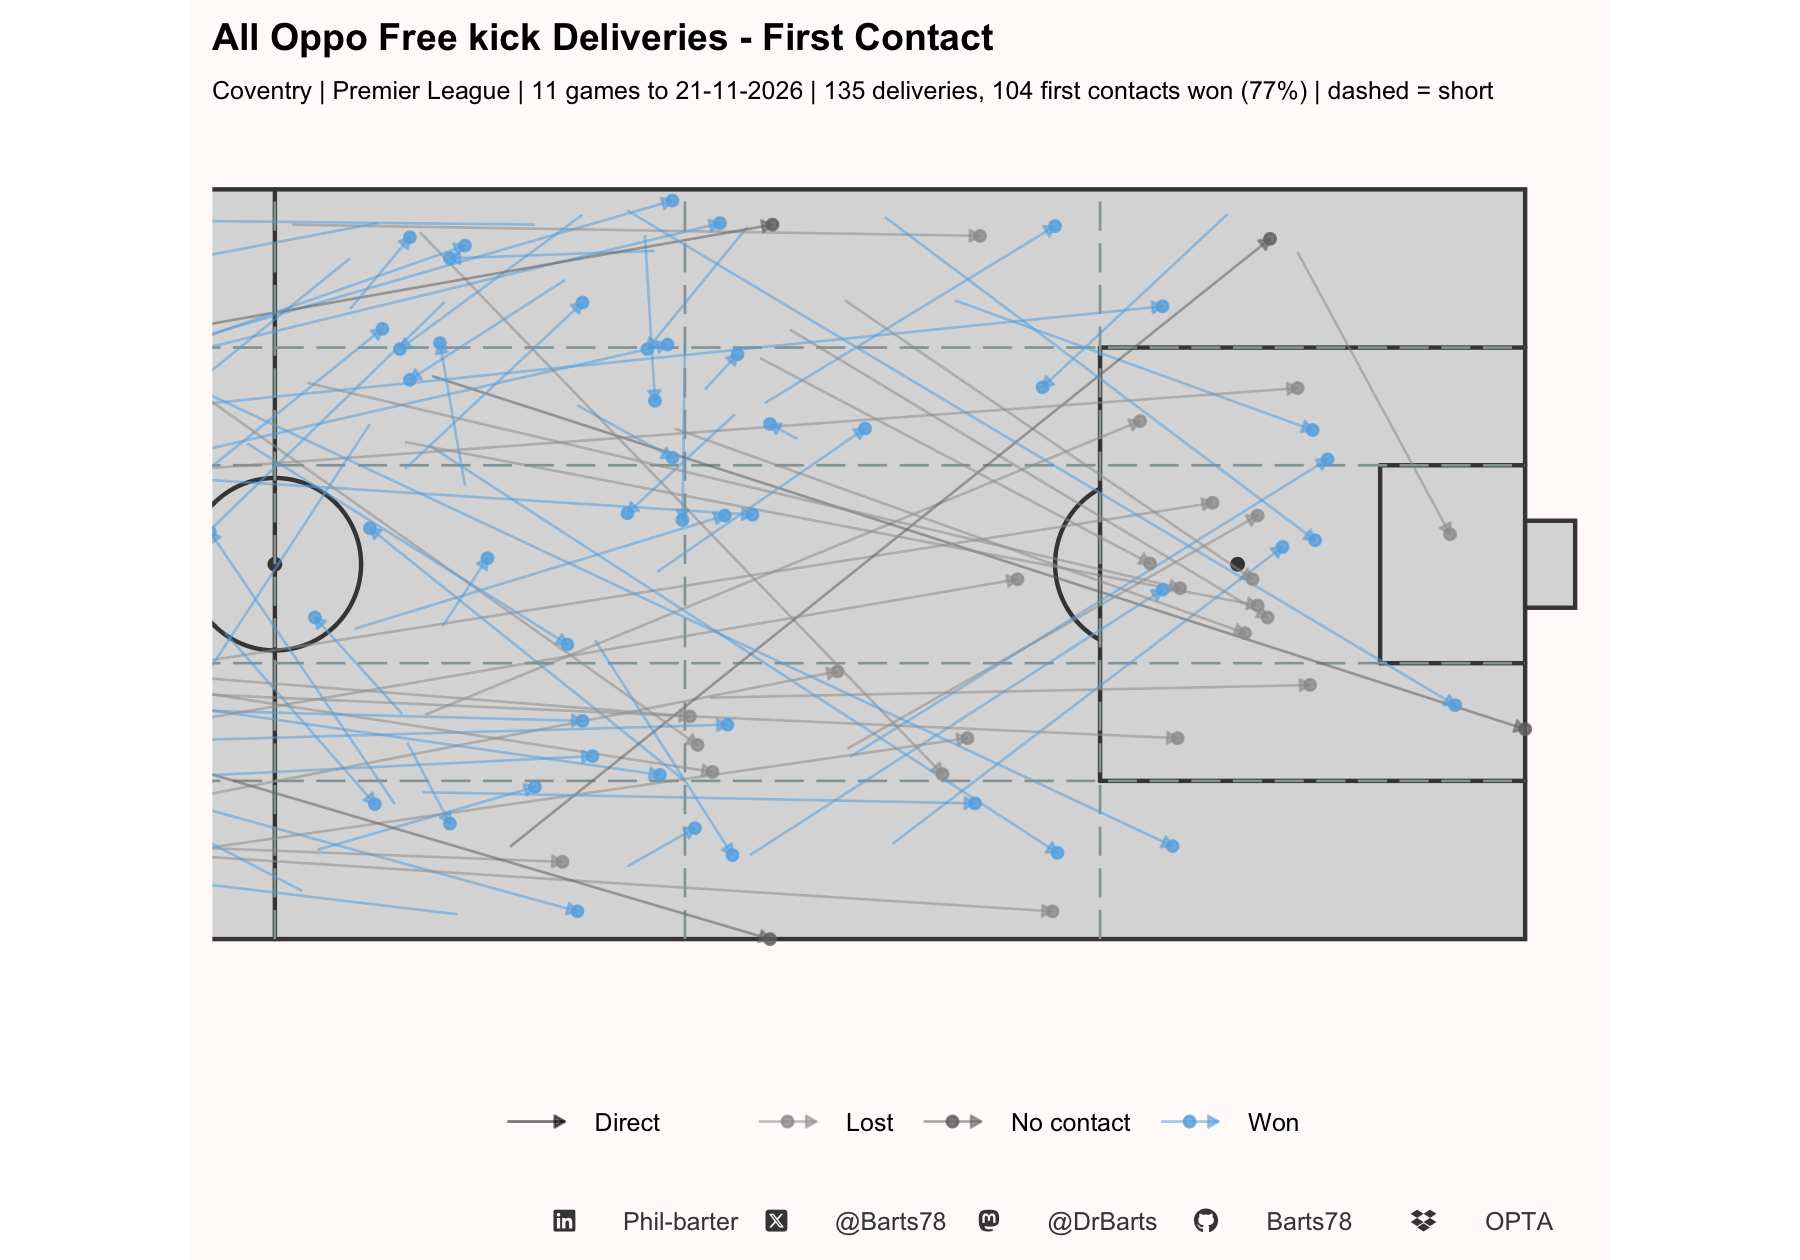 All Oppo Free kick Deliveries - First Contact
Coventry | Premier League | 11 games to 21-11-2026 | 135 deliveries, 104 first contacts won (77%) | dashed = short
Direct Lost No contact Won
Phil-barter @Barts78 @DrBarts Barts78 OPTA